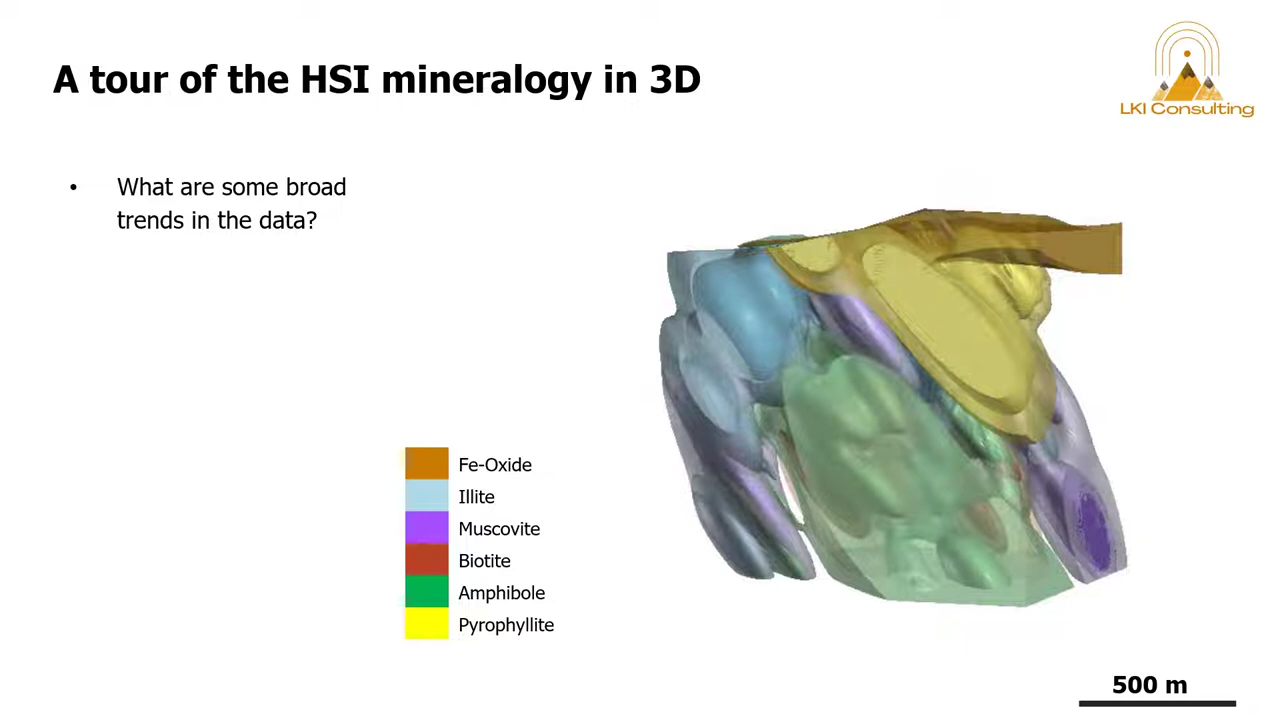 A tour of the HSI mineralogy in 3D
LKI Consulting
• What are some broad
trends in the data?
Fe-Oxide
Illite
Muscovite
Biotite
Amphibole
Pyrophyllite
500 m